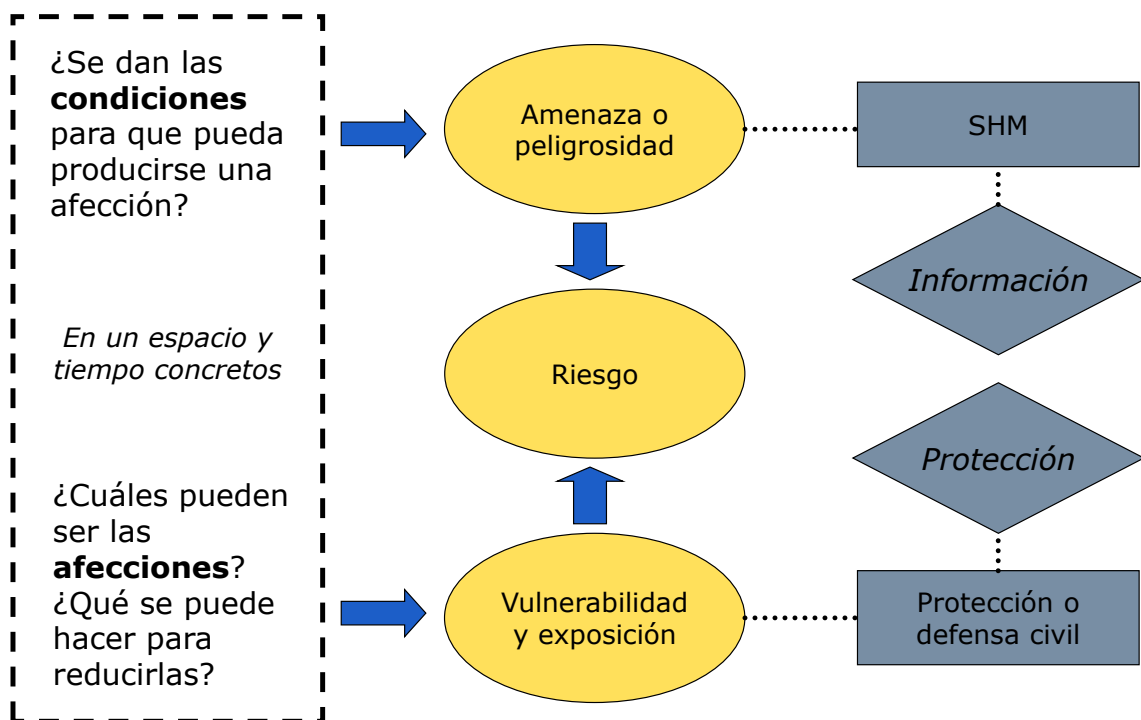 ¿Se dan las
condiciones
para que pueda
producirse una
afección?
En un espacio y
tiempo concretos
¿Cuáles pueden
ser las
afecciones?
¿Qué se puede
hacer para
reducirlas?
Amenaza o
peligrosidad
Riesgo
Vulnerabilidad
y exposición
SHM
Información
Protección
Protección o
defensa civil